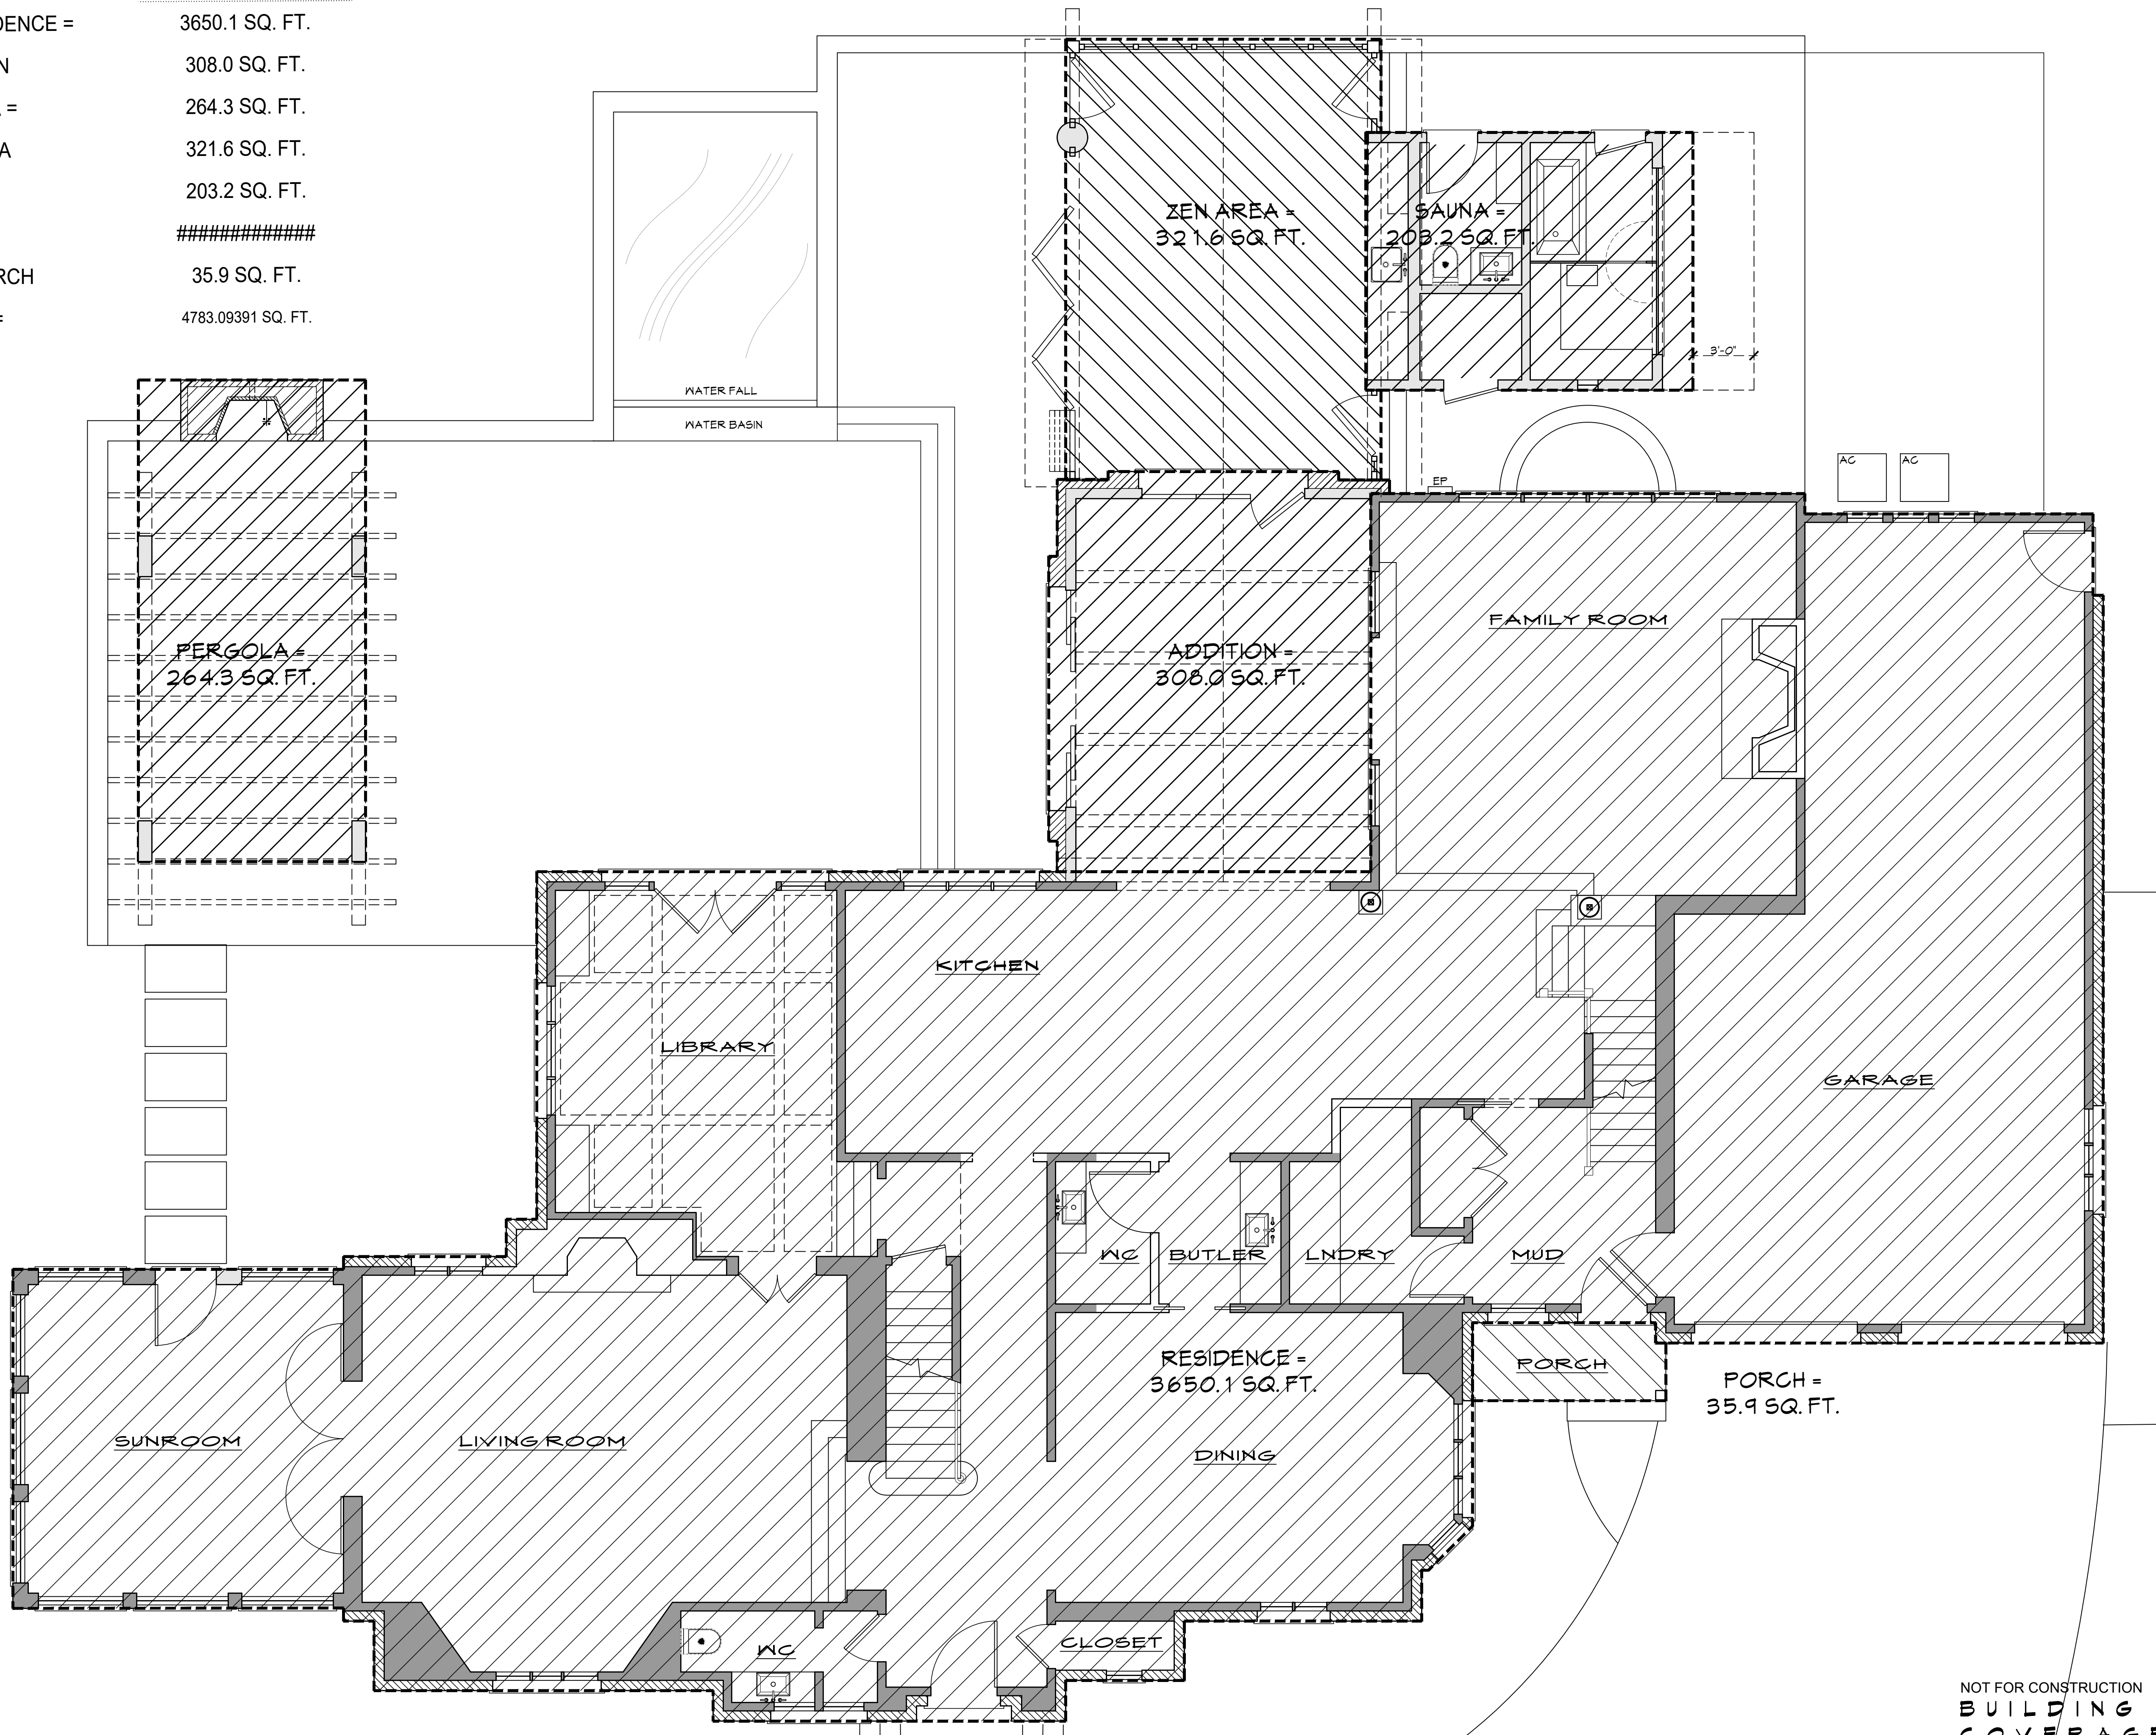 DENCE = 3650.1 SQ. FT.
N 308.0 SQ. FT.
= 264.3 SQ. FT.
A 321.6 SQ. FT.
203.2 SQ. FT.
#############
RCH 35.9 SQ. FT.
= 4783.09391 SQ. FT.
ZEN AREA =
321.6 SQ. FT.
SAUNA =
203.2 SQ. FT.
3'-0"
WATER FALL
WATER BASIN
AC
AC
EP
FAMILY ROOM
PERGOLA =
264.3 SQ. FT.
ADDITION =
308.0 SQ. FT.
KITCHEN
LIBRARY
GARAGE
WC
BUTLER
LNDRY
MUD
RESIDENCE =
3650.1 SQ. FT.
PORCH
PORCH =
35.9 SQ. FT.
SUNROOM
LIVING ROOM
DINING
WC
CLOSET
NOT FOR CONSTRUCTION
BUILDING
COVERAGE